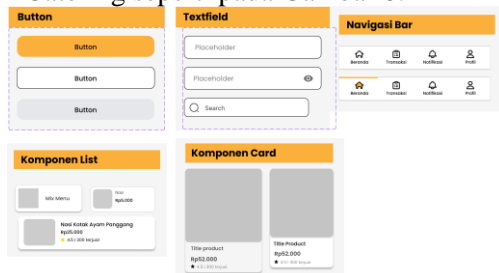 Button
Button
Button
Button
Textfield
Placeholder
Placeholder
Search
Navigasi Bar
Beranda Transaksi Notifikasi Profil
Beranda Transaksi Notifikasi Profil
Komponen List
Mix Menu
Nasi
Rp5.000
Nasi Kotak Ayam Panggang
Rp25.000
Komponen Card
Title product
Rp52.000
Title Product
Rp52.000